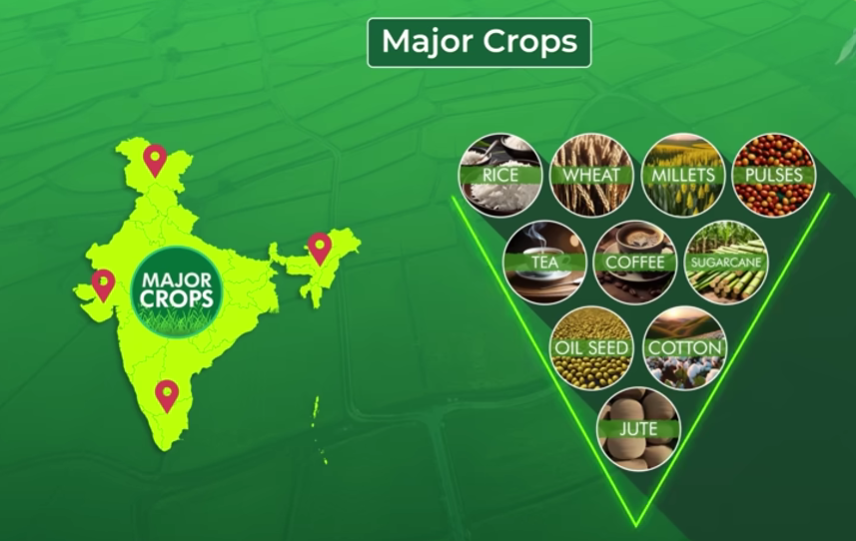 Major Crops
MAJOR
CROPS
RICE
WHEAT
MILLETS
PULSES
TEA
COFFEE
SUGARCANE
OIL SEED
COTTON
JUTE